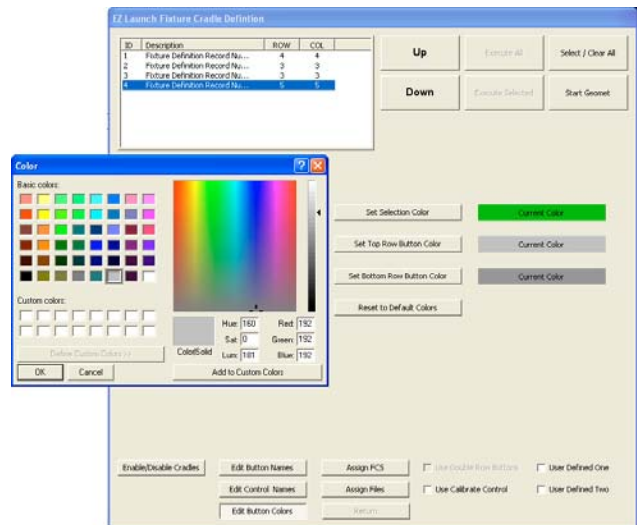 EZ Launch Fixture Cradle Defintion
ID Description ROW COL
1 Fixture Definition Record Nu... 4 4
2 Fixture Definition Record Nu... 3 3
3 Fixture Definition Record Nu... 3 3
4 Fixture Definition Record Nu... 5 5
Up
Execute All
Select / Clear All
Down
Execute Selected
Start Geomet
Color
Basic colors:
Custom colors:
Define Custom Colors >>
OK
Cancel
Color|Solid
Hue: 160
Sat: 0
Lum: 181
Red: 192
Green: 192
Blue: 192
Add to Custom Colors
Set Selection Color
Current Color
Set Top Row Button Color
Current Color
Set Bottom Row Button Color
Current Color
Reset to Default Colors
Enable/Disable Cradles
Edit Button Names
Assign FCS
Use Double Row Buttons
User Defined One
Edit Control Names
Assign Files
Use Calibrate Control
User Defined Two
Edit Button Colors
Return